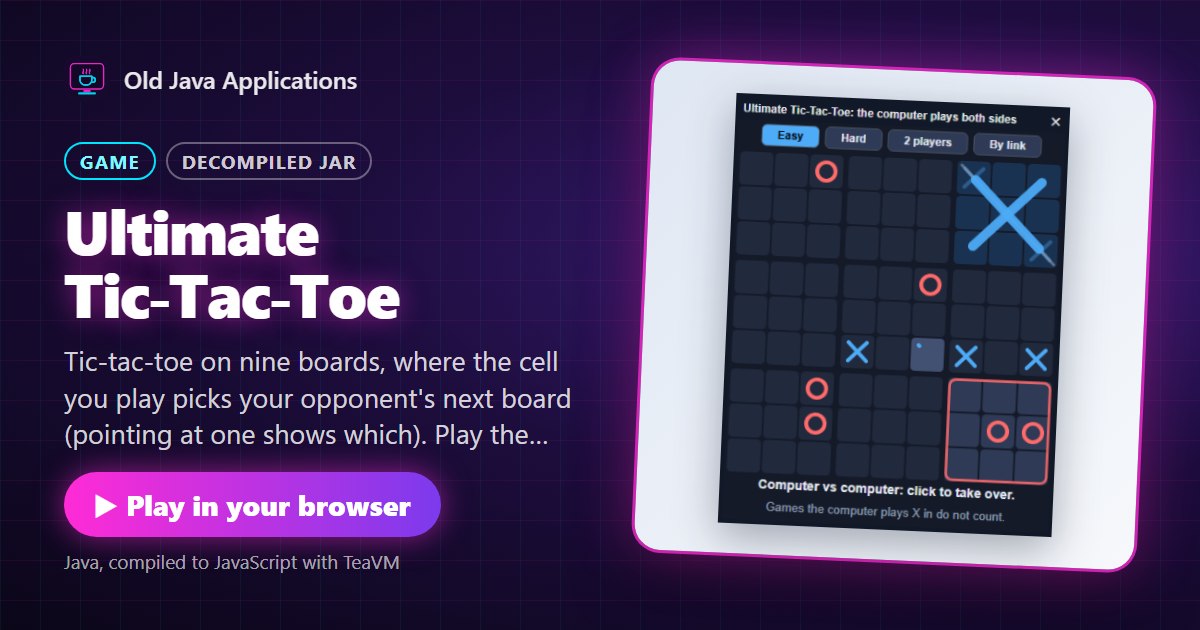 Old Java Applications
GAME
DECOMPILED JAR
Ultimate
Tic-Tac-Toe
Tic-tac-toe on nine boards, where the cell
you play picks your opponent's next board
(pointing at one shows which). Play the...
▶ Play in your browser
Java, compiled to JavaScript with TeaVM
Ultimate Tic-Tac-Toe: the computer plays both sides ×
Easy Hard 2 players By link
Computer vs computer: click to take over.
Games the computer plays X in do not count.